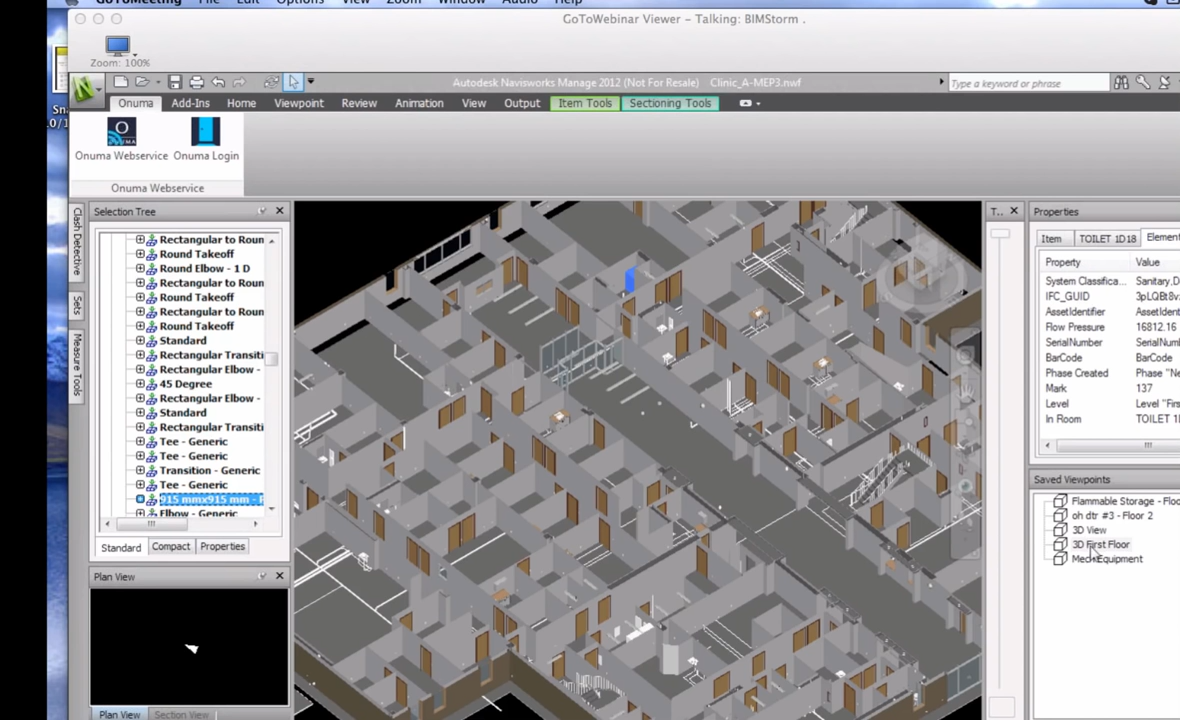 GoToMeeting File Edit Options View Zoom Window Audio Help
GoToWebinar Viewer – Talking: BIMStorm .
Zoom: 100%
Autodesk Navisworks Manage 2012 (Not For Resale) Clinic_A-MEP3.nwf
Type a keyword or phrase
Onuma Add-Ins Home Viewpoint Review Animation View Output Item Tools Sectioning Tools
Onuma Webservice Onuma Login
Onuma Webservice
Clash Detective
Sets
Measure Tools
Selection Tree
Rectangular to Roun
Round Takeoff
Round Elbow - 1 D
Rectangular to Roun
Round Takeoff
Rectangular to Roun
Round Takeoff
Standard
Rectangular Transiti
Rectangular Elbow -
45 Degree
Rectangular Elbow -
Standard
Rectangular Transiti
Tee - Generic
Tee - Generic
Transition - Generic
Tee - Generic
915 mmx915 mm -
Elbow - Generic
Standard Compact Properties
Plan View
Plan View Section View
T..
Properties
Item TOILET 1D18 Elemen
Property Value
System Classifica... Sanitary,D
IFC_GUID
AssetIdentifier AssetIdent
Flow Pressure 16812.16
SerialNumber SerialNumb
BarCode BarCode
Phase Created Phase "Ne
Mark 137
Level Level "Firs
In Room TOILET 1D
Saved Viewpoints
Flammable Storage - Floo
oh dtr #3 - Floor 2
3D View
3D First Floor
Mech Equipment